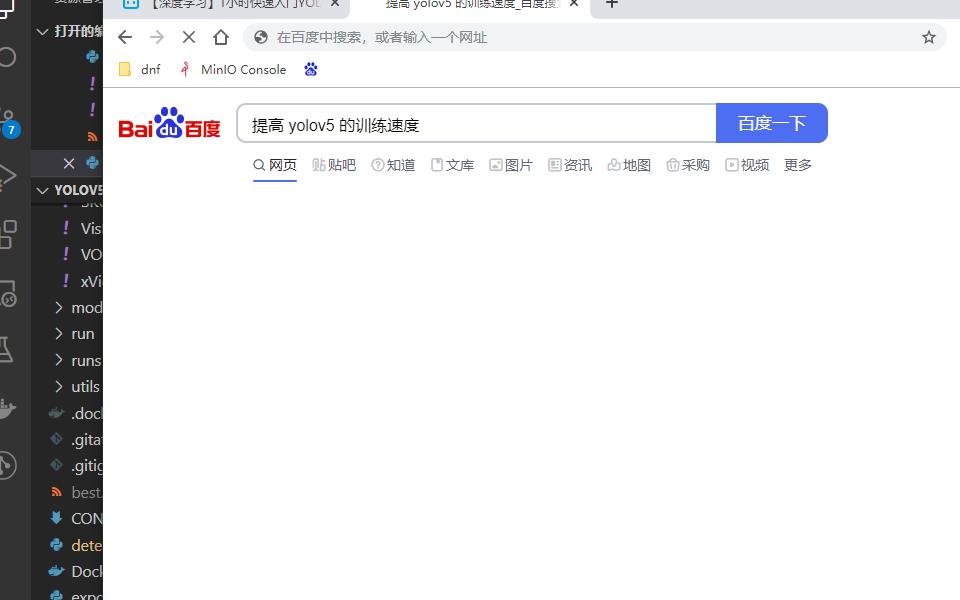 【深度学习】1小时快速入门YOL
提高 yolov5 的训练速度_百度搜
在百度中搜索，或者输入一个网址
dnf
MinIO Console
Bai du 百度
提高 yolov5 的训练速度
百度一下
网页
贴吧
知道
文库
图片
资讯
地图
采购
视频
更多
打开的编
7
YOLOV5
Vis
VO
xVi
mod
run
runs
utils
.doc
.gita
.gitig
best.
CON
dete
Dock
expo